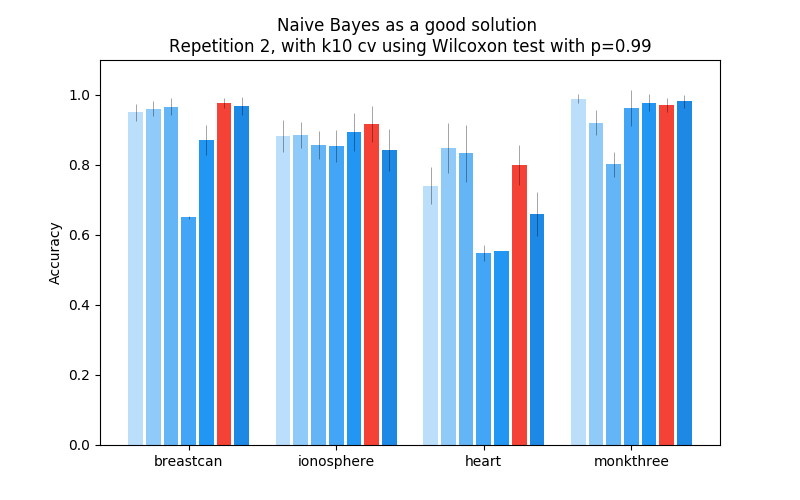 Naive Bayes as a good solution
Repetition 2, with k10 cv using Wilcoxon test with p=0.99
1.0
0.8
0.6
0.4
0.2
0.0
Accuracy
breastcan
ionosphere
heart
monkthree